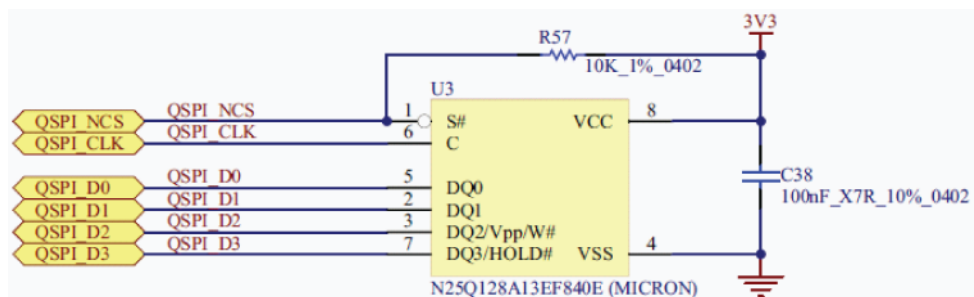 3V3
R57
10K_1%_0402
U3
QSPI_NCS QSPI_NCS 1 S# VCC 8
QSPI_CLK QSPI_CLK 6 C
C38
100nF_X7R_10%_0402
QSPI_D0 QSPI_D0 5 DQ0
QSPI_D1 QSPI_D1 2 DQ1
QSPI_D2 QSPI_D2 3 DQ2/Vpp/W#
QSPI_D3 QSPI_D3 7 DQ3/HOLD# VSS 4
N25Q128A13EF840E (MICRON)